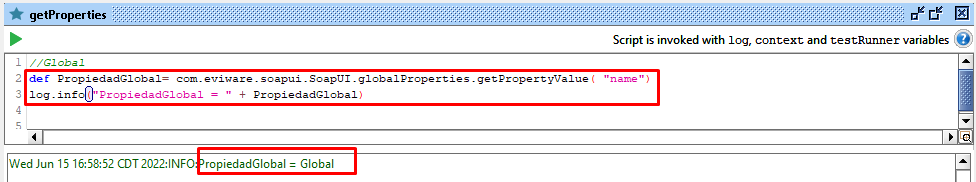 getProperties
Script is invoked with log, context and testRunner variables
1 //Global
2 def PropiedadGlobal= com.eviware.soapui.SoapUI.globalProperties.getPropertyValue( "name")
3 log.info("PropiedadGlobal = " + PropiedadGlobal)
4
5
Wed Jun 15 16:58:52 CDT 2022:INFO:PropiedadGlobal = Global